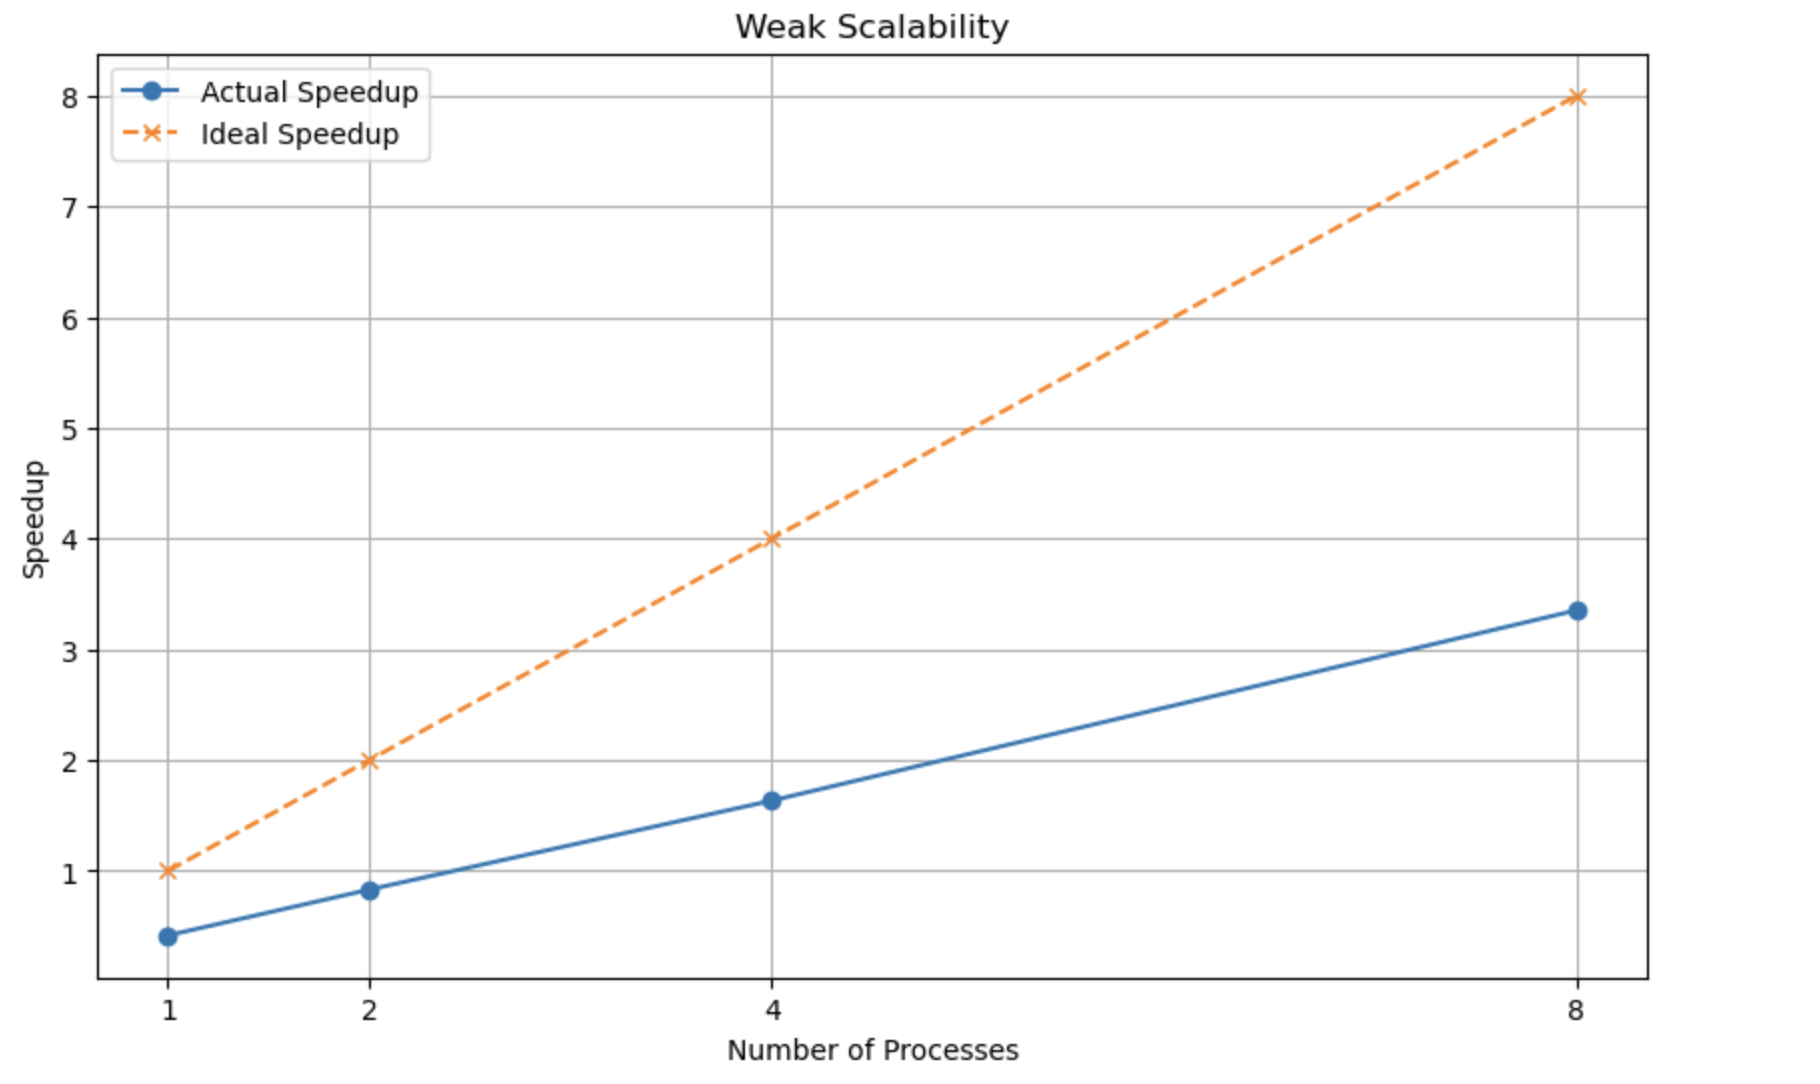 Weak Scalability
Actual Speedup
Ideal Speedup
8
7
6
5
4
3
2
1
Speedup
1 2 4 8
Number of Processes